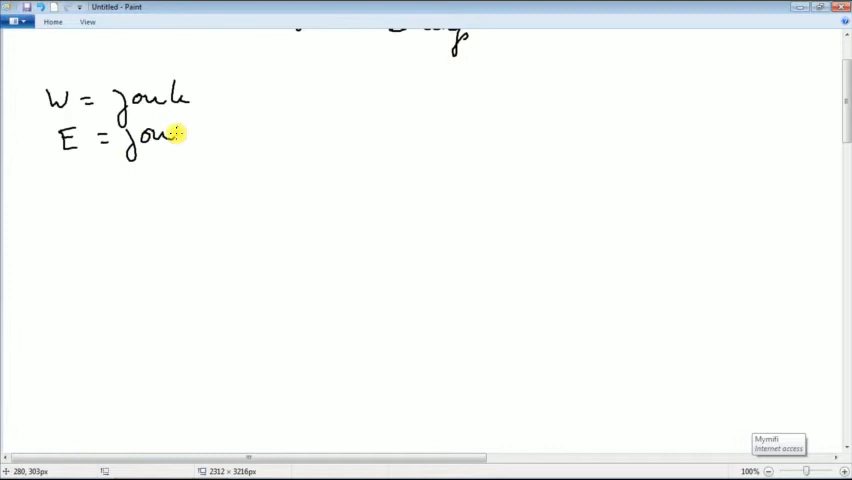 Untitled - Paint
Home View
W = joule
E = jou
Mymifi
Internet access
280, 303px
2312 × 3216px
100%